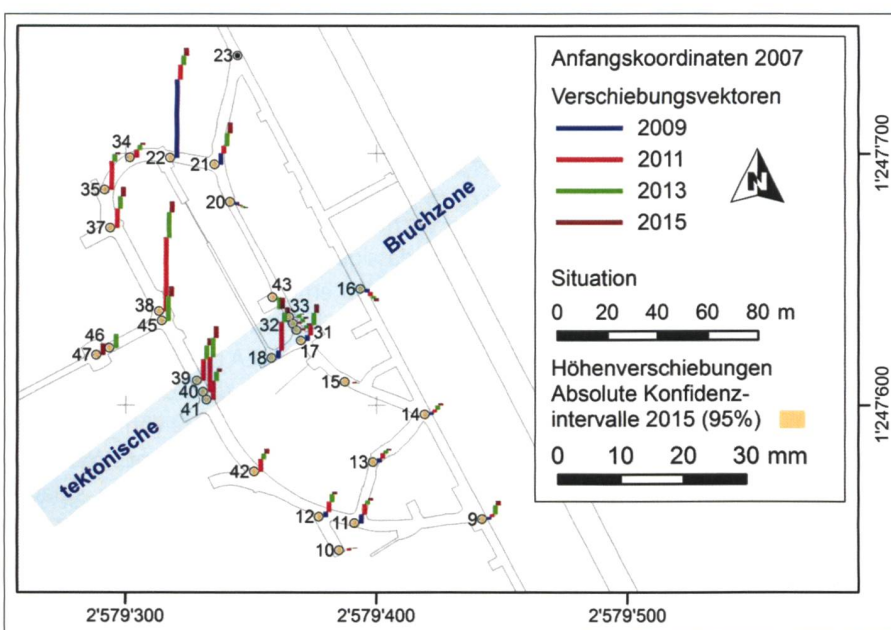 Anfangskoordinaten 2007
Verschiebungsvektoren
2009
2011
2013
2015
N
Situation
0 20 40 60 80 m
Höhenverschiebungen
Absolute Konfidenz-
intervalle 2015 (95%)
0 10 20 30 mm
1'247'700
1'247'600
2'579'300 2'579'400 2'579'500
tektonische
Bruchzone
23
34
22
21
35
20
37
43
16
38
33
45
32
31
46
17
47
18
39
15
40
41
14
13
42
12
11
9
10